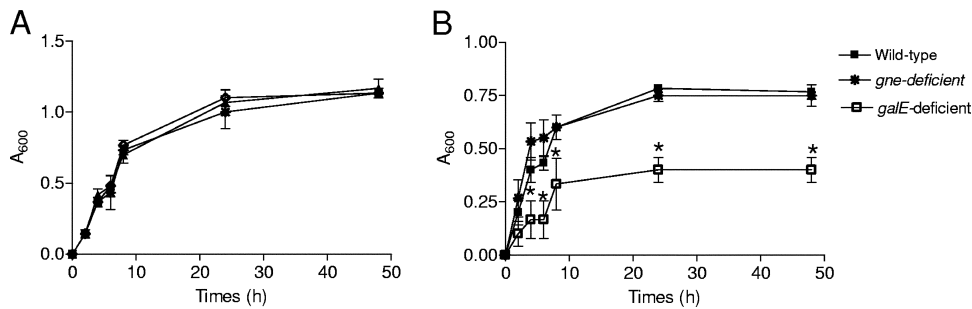 A
B
1.5
1.0
0.5
0.0
A600
0 10 20 30 40 50
Times (h)
1.00
0.75
0.50
0.25
0.00
A600
* * * * *
0 10 20 30 40 50
Times (h)
Wild-type
gne-deficient
galE-deficient